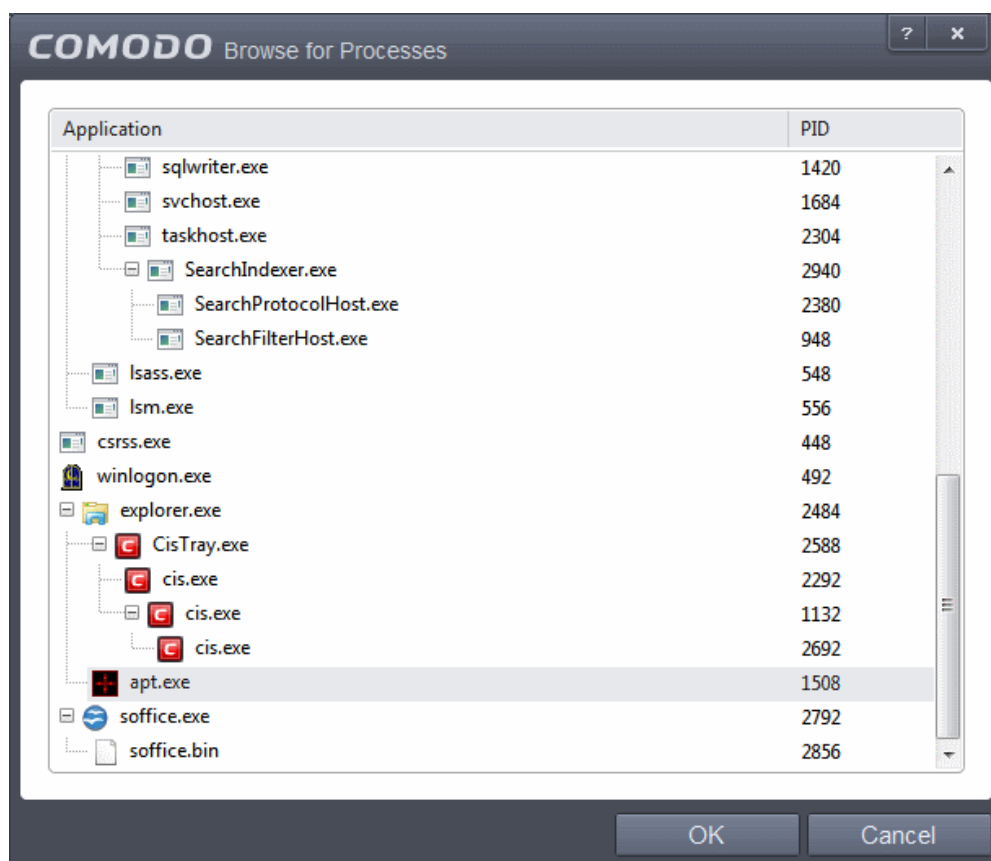 COMODO Browse for Processes ? x
Application PID
sqlwriter.exe 1420
svchost.exe 1684
taskhost.exe 2304
SearchIndexer.exe 2940
SearchProtocolHost.exe 2380
SearchFilterHost.exe 948
lsass.exe 548
lsm.exe 556
csrss.exe 448
winlogon.exe 492
explorer.exe 2484
CisTray.exe 2588
cis.exe 2292
cis.exe 1132
cis.exe 2692
apt.exe 1508
soffice.exe 2792
soffice.bin 2856
OK Cancel